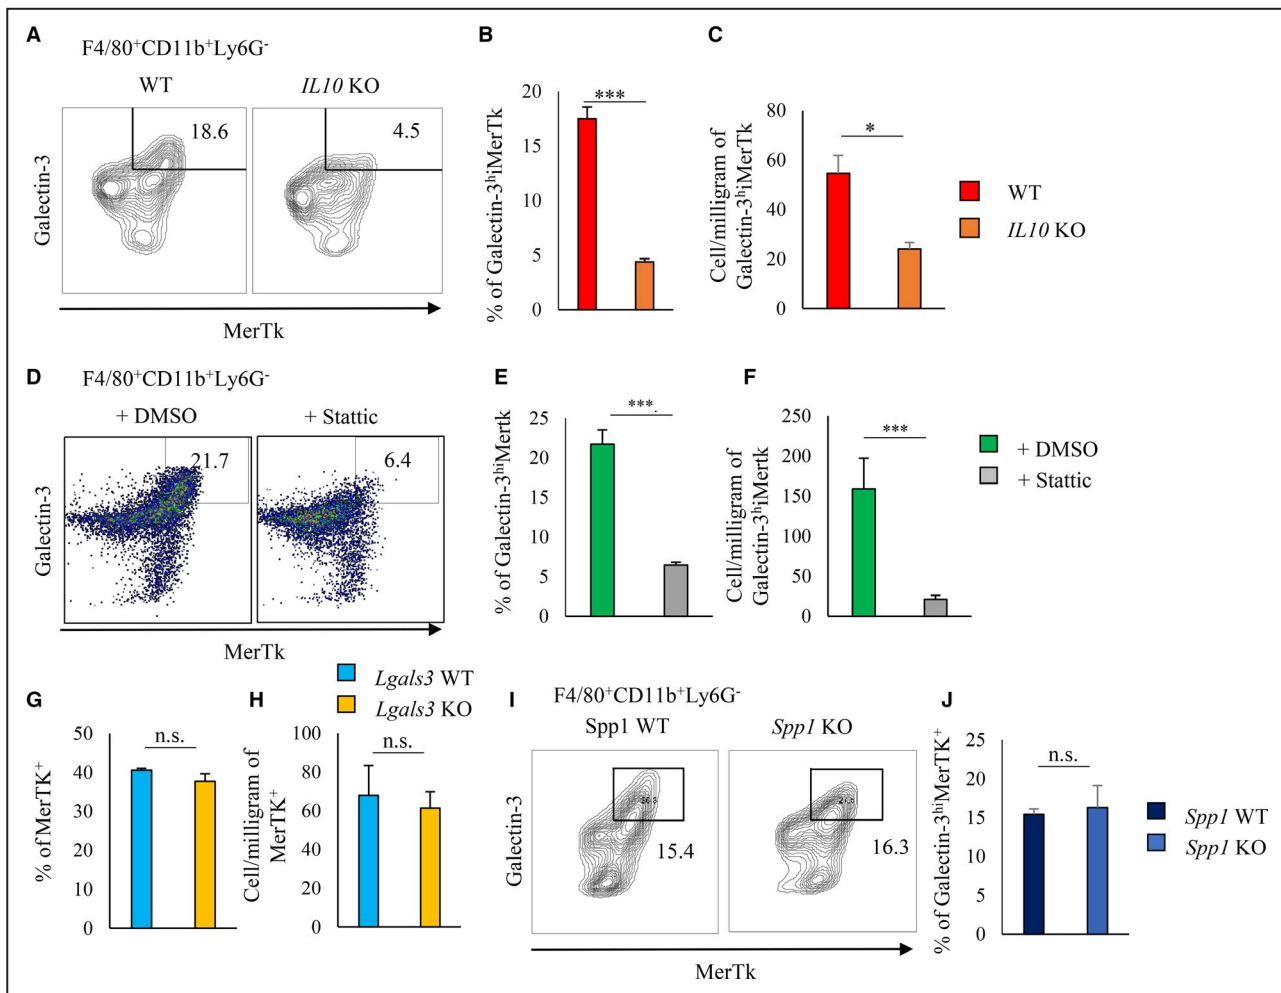 A
F4/80⁺CD11b⁺Ly6G⁻
WT
IL10 KO
18.6
4.5
Galectin-3
MerTk
B
% of Galectin-3ʰiMerTk
20
15
10
5
0
***
C
Cell/milligram of
Galectin-3ʰiMerTk
80
60
40
20
0
*
WT
IL10 KO
D
F4/80⁺CD11b⁺Ly6G⁻
+ DMSO
+ Stattic
21.7
6.4
Galectin-3
MerTk
E
% of Galectin-3ʰⁱMertk
25
20
15
10
5
0
***.
F
Cell/milligram of
Galectin-3ʰiMertk
250
200
150
100
50
0
***
+ DMSO
+ Stattic
G
% of MerTK⁺
50
40
30
20
10
0
n.s.
Lgals3 WT
Lgals3 KO
H
Cell/milligram of
MerTK⁺
100
80
60
40
20
0
n.s.
I
F4/80⁺CD11b⁺Ly6G⁻
Spp1 WT
Spp1 KO
15.4
16.3
Galectin-3
MerTk
J
% of Galectin-3ʰⁱMerTK⁺
25
20
15
10
5
0
n.s.
Spp1 WT
Spp1 KO